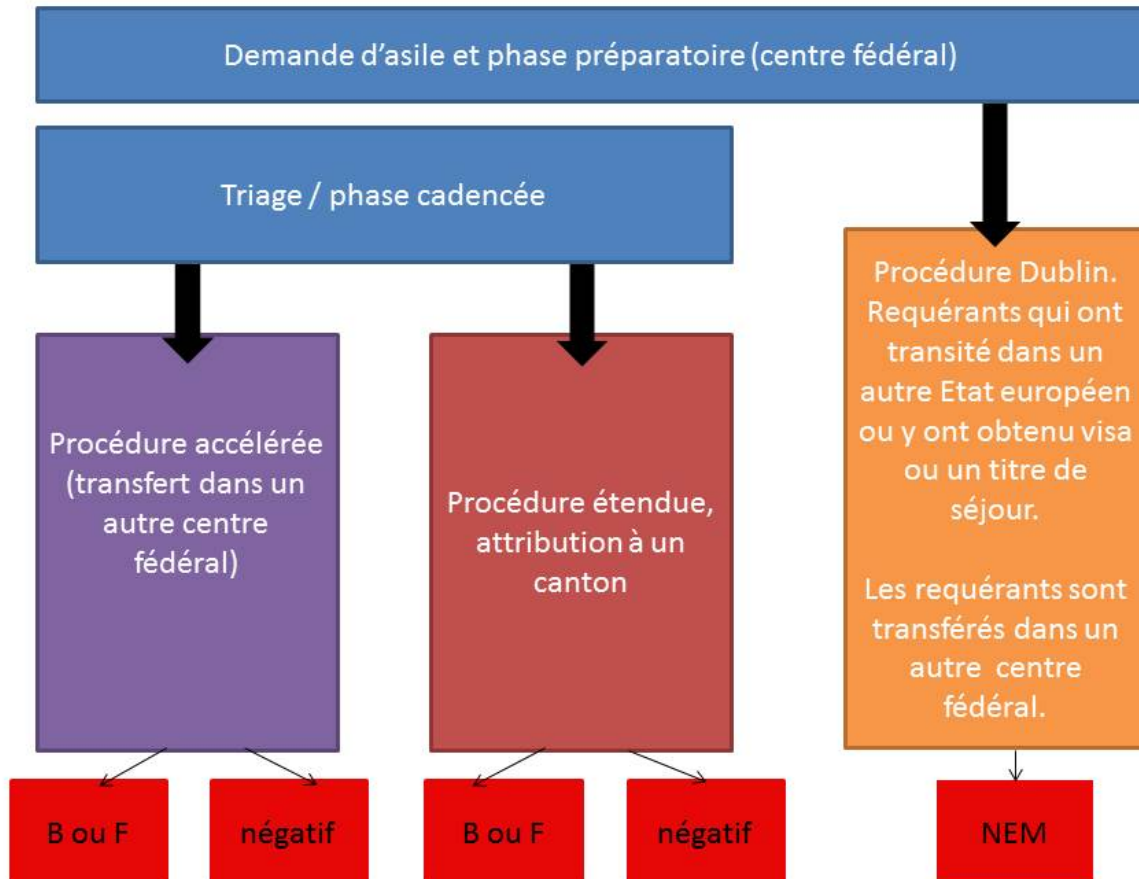 Demande d'asile et phase préparatoire (centre fédéral)
Triage / phase cadencée
Procédure accélérée
(transfert dans un
autre centre
fédéral)
Procédure étendue,
attribution à un
canton
Procédure Dublin.
Requérants qui ont
transité dans un
autre Etat européen
ou y ont obtenu visa
ou un titre de
séjour.
Les requérants sont
transférés dans un
autre centre
fédéral.
B ou F
négatif
B ou F
négatif
NEM